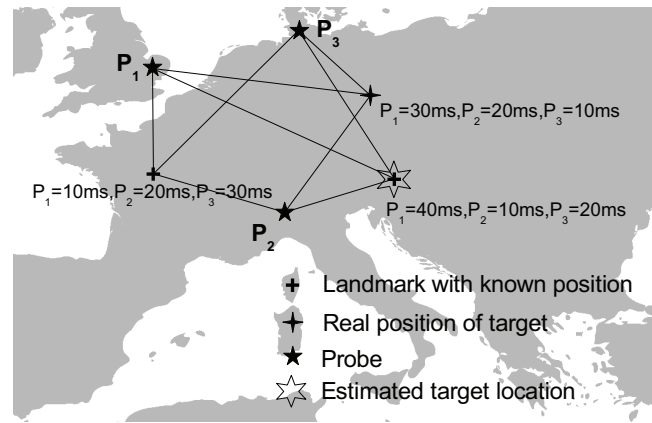 P₃
P₁
P₁=30ms,P₂=20ms,P₃=10ms
P₁=10ms,P₂=20ms,P₃=30ms
P₁=40ms,P₂=10ms,P₃=20ms
P₂
Landmark with known position
Real position of target
Probe
Estimated target location